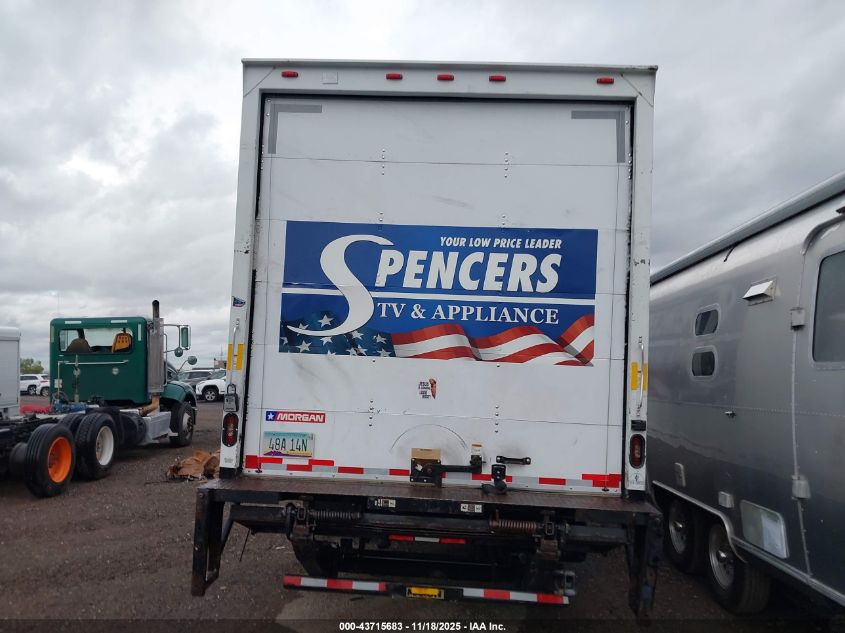 YOUR LOW PRICE LEADER
SPENCERS
TV & APPLIANCE
MORGAN
48A 14N
000-43715683 - 11/18/2025 - IAA, Inc.